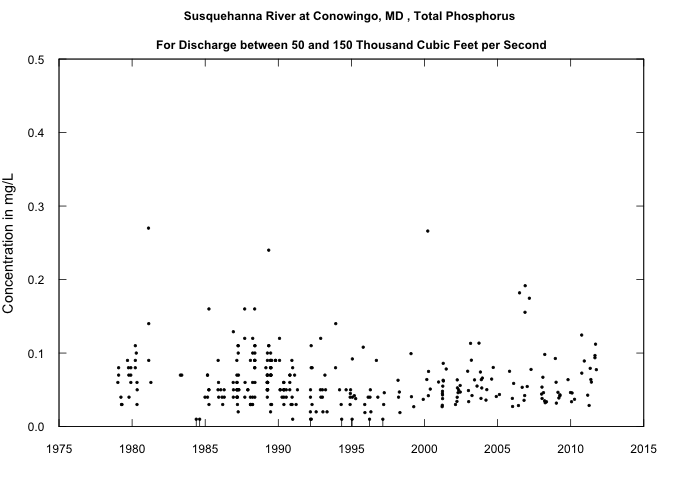 Susquehanna River at Conowingo, MD , Total Phosphorus
For Discharge between 50 and 150 Thousand Cubic Feet per Second
Concentration in mg/L
0.5
0.4
0.3
0.2
0.1
0.0
1975 1980 1985 1990 1995 2000 2005 2010 2015